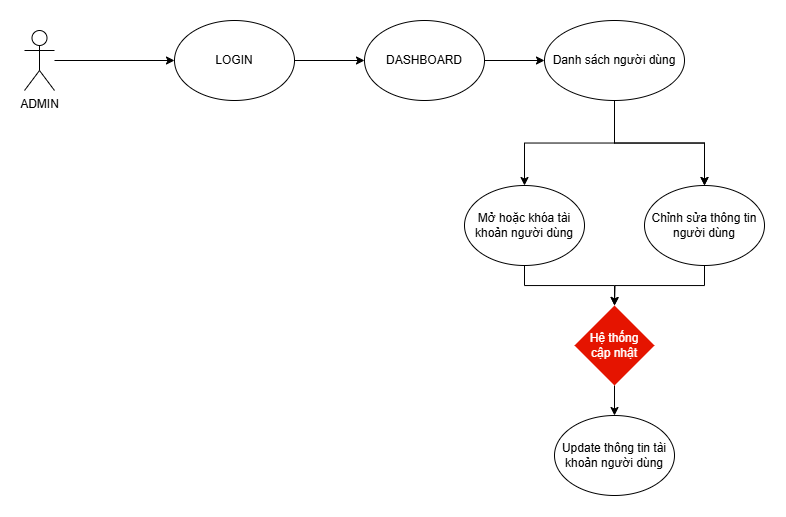 LOGIN
DASHBOARD
Danh sách người dùng
ADMIN
Mở hoặc khóa tài
khoản người dùng
Chỉnh sửa thông tin
người dùng
Hệ thống
cập nhật
Update thông tin tài
khoản người dùng